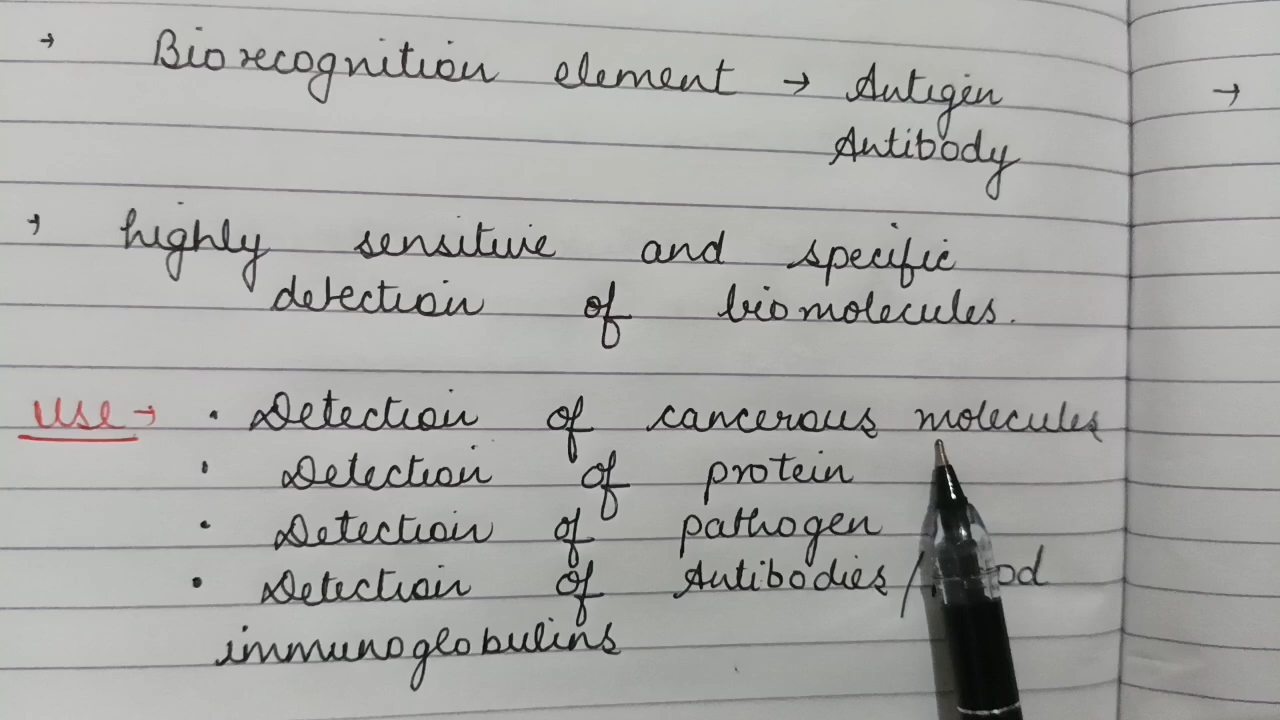 → Biorecognition element → Antigen →
Antibody
→ highly sensitive and specific
detection of biomolecules.
Use → • Detection of cancerous molecules
• Detection of protein
• Detection of pathogen
• Detection of Antibodies /
immunoglobulins